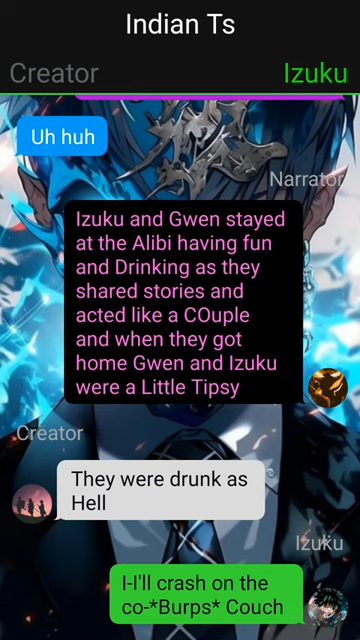 Indian Ts
Creator
Izuku
Uh huh
Narrator
Izuku and Gwen stayed
at the Alibi having fun
and Drinking as they
shared stories and
acted like a COuple
and when they got
home Gwen and Izuku
were a Little Tipsy
Creator
They were drunk as
Hell
Izuku
I-I'll crash on the
co-*Burps* Couch